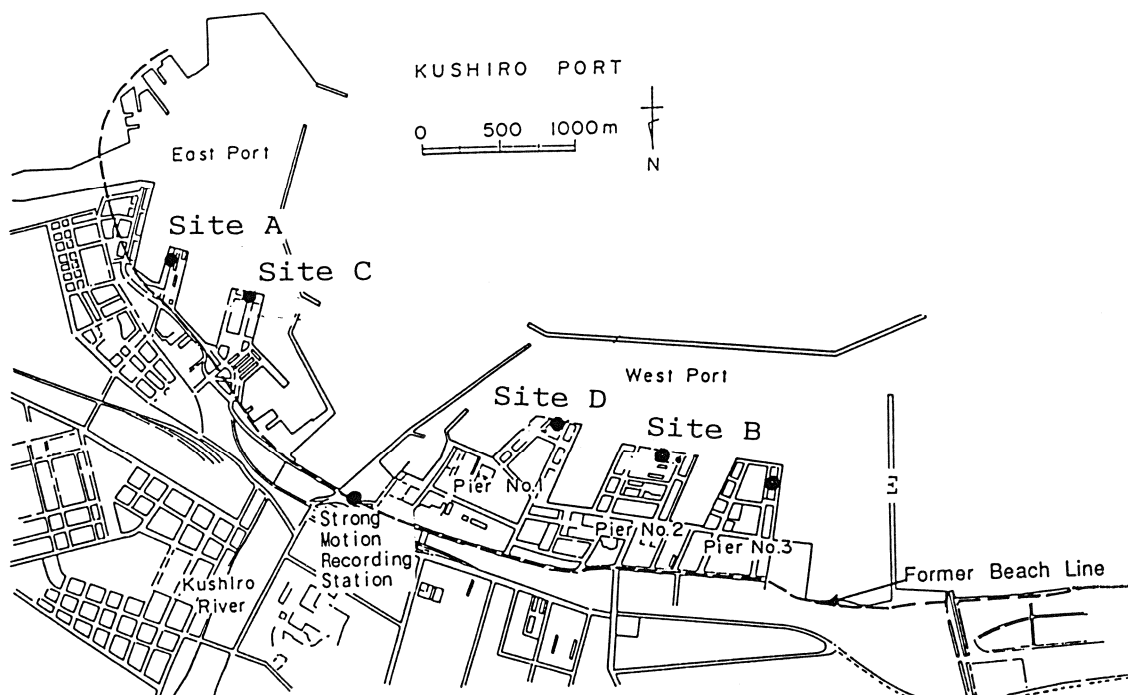 KUSHIRO PORT
0 500 1000m
N
East Port
Site A
Site C
West Port
Site D
Site B
E
Pier No.1
Pier No.2
Pier No.3
Strong
Motion
Recording
Station
Kushiro
River
Former Beach Line